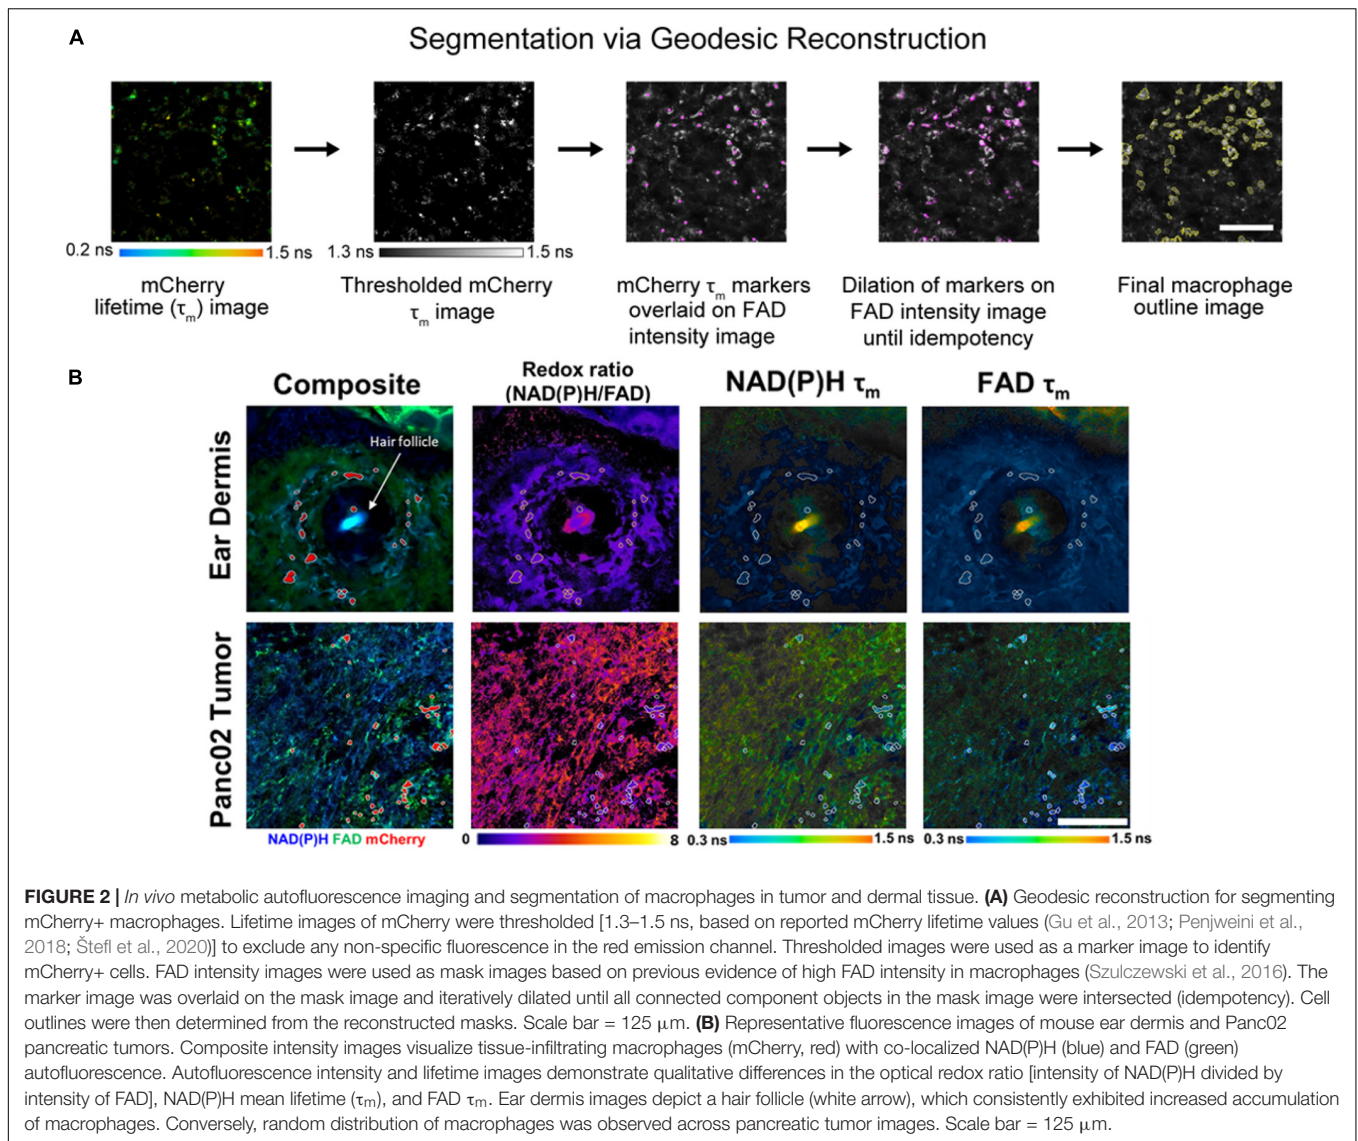 A
Segmentation via Geodesic Reconstruction
0.2 ns 1.5 ns
1.3 ns 1.5 ns
mCherry
lifetime (τm) image
Thresholded mCherry
τm image
mCherry τm markers
overlaid on FAD
intensity image
Dilation of markers on
FAD intensity image
until idempotency
Final macrophage
outline image
B
Composite
Redox ratio
(NAD(P)H/FAD)
NAD(P)H τm
FAD τm
Ear Dermis
Hair follicle
Panc02 Tumor
NAD(P)H FAD mCherry
0 8
0.3 ns 1.5 ns
0.3 ns 1.5 ns
FIGURE 2 | In vivo metabolic autofluorescence imaging and segmentation of macrophages in tumor and dermal tissue. (A) Geodesic reconstruction for segmenting
mCherry+ macrophages. Lifetime images of mCherry were thresholded [1.3–1.5 ns, based on reported mCherry lifetime values (Gu et al., 2013; Penjweini et al.,
2018; Štefl et al., 2020)] to exclude any non-specific fluorescence in the red emission channel. Thresholded images were used as a marker image to identify
mCherry+ cells. FAD intensity images were used as mask images based on previous evidence of high FAD intensity in macrophages (Szulczewski et al., 2016). The
marker image was overlaid on the mask image and iteratively dilated until all connected component objects in the mask image were intersected (idempotency). Cell
outlines were then determined from the reconstructed masks. Scale bar = 125 μm. (B) Representative fluorescence images of mouse ear dermis and Panc02
pancreatic tumors. Composite intensity images visualize tissue-infiltrating macrophages (mCherry, red) with co-localized NAD(P)H (blue) and FAD (green)
autofluorescence. Autofluorescence intensity and lifetime images demonstrate qualitative differences in the optical redox ratio [intensity of NAD(P)H divided by
intensity of FAD], NAD(P)H mean lifetime (τm), and FAD τm. Ear dermis images depict a hair follicle (white arrow), which consistently exhibited increased accumulation
of macrophages. Conversely, random distribution of macrophages was observed across pancreatic tumor images. Scale bar = 125 μm.